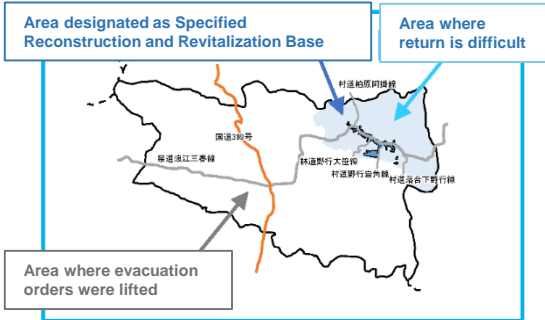 Area designated as Specified
Reconstruction and Revitalization Base
Area where
return is difficult
村道柏原阿掛線
国道399号
県道浪江三春線
林道野行大笹線
村道野行岩角線
村道落合下野行線
Area where evacuation
orders were lifted